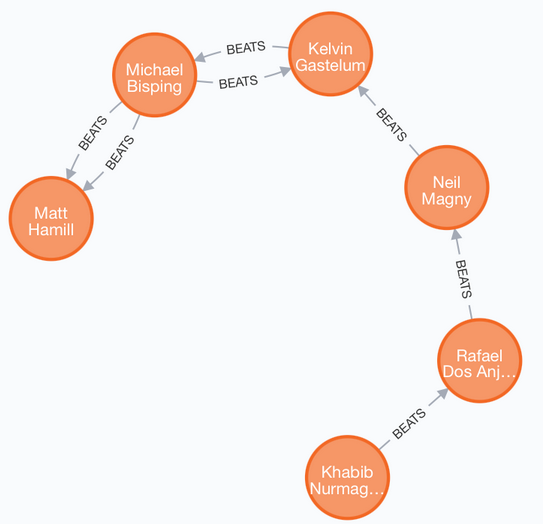 BEATS
Kelvin
Gastelum
Michael
Bisping
BEATS
BEATS
BEATS
BEATS
Neil
Magny
Matt
Hamill
BEATS
Rafael
Dos Anj...
BEATS
Khabib
Nurmag...